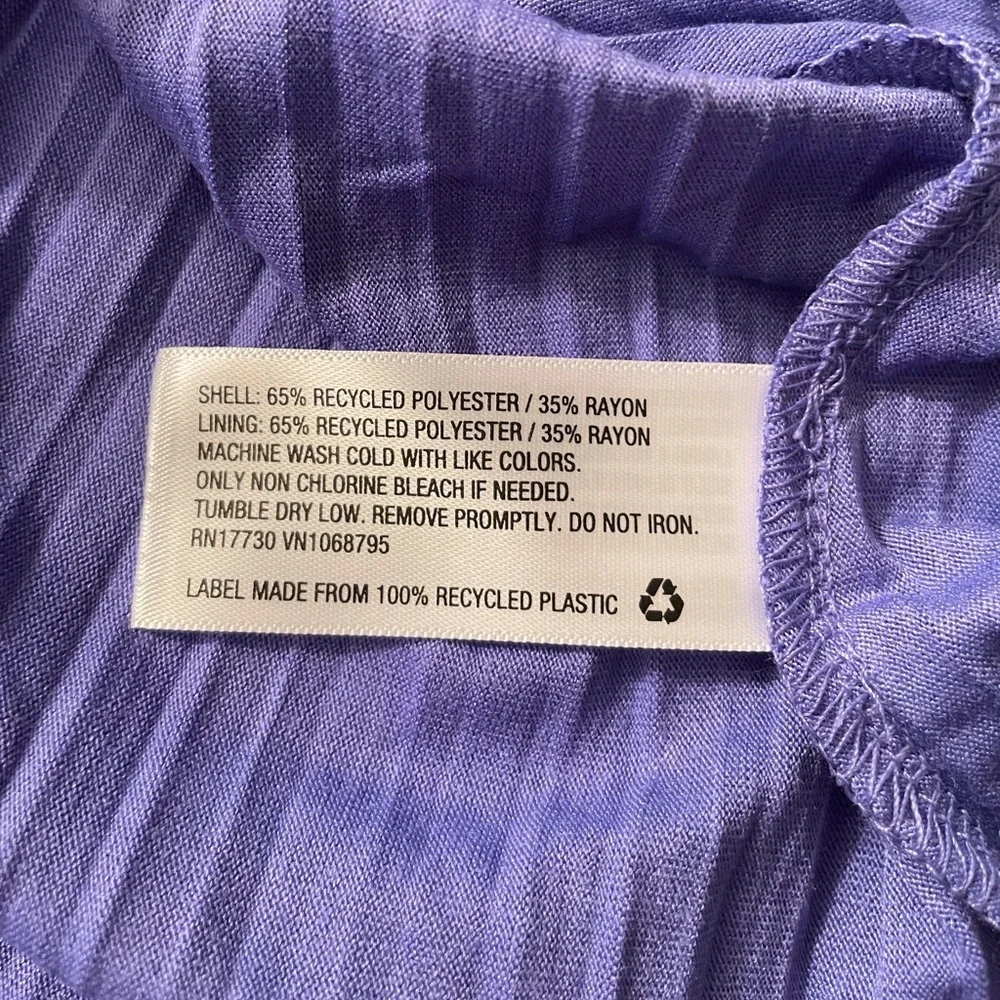 SHELL: 65% RECYCLED POLYESTER / 35% RAYON
LINING: 65% RECYCLED POLYESTER / 35% RAYON
MACHINE WASH COLD WITH LIKE COLORS.
ONLY NON CHLORINE BLEACH IF NEEDED.
TUMBLE DRY LOW. REMOVE PROMPTLY. DO NOT IRON.
RN17730 VN1068795
LABEL MADE FROM 100% RECYCLED PLASTIC